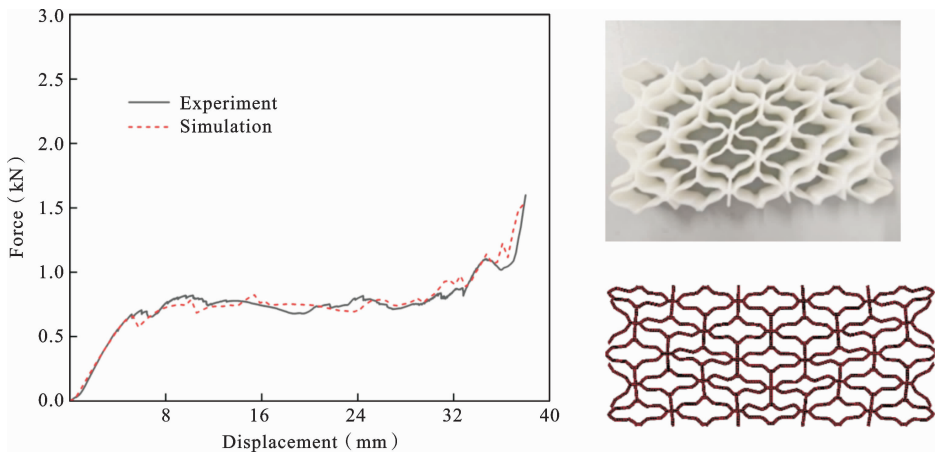 3.0
2.5
2.0
1.5
1.0
0.5
0.0
Force (kN)
Experiment
Simulation
8 16 24 32 40
Displacement (mm)